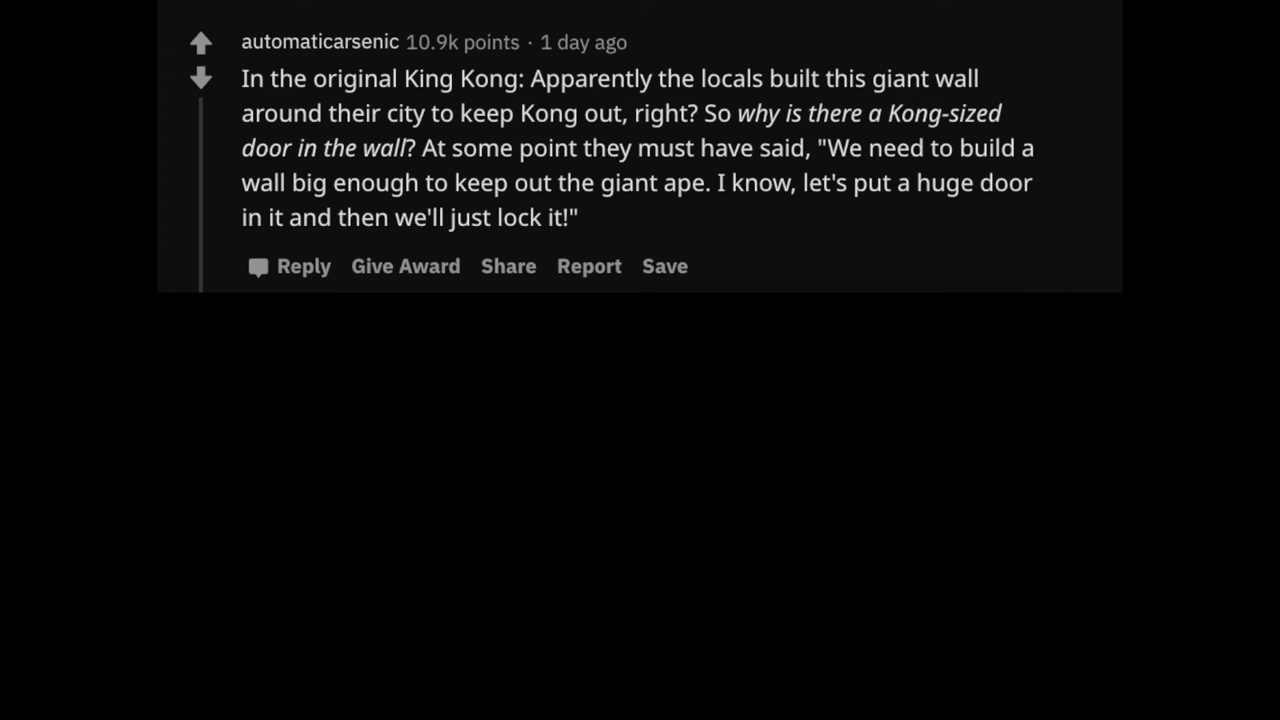 automaticarsenic 10.9k points · 1 day ago
In the original King Kong: Apparently the locals built this giant wall
around their city to keep Kong out, right? So why is there a Kong-sized
door in the wall? At some point they must have said, "We need to build a
wall big enough to keep out the giant ape. I know, let's put a huge door
in it and then we'll just lock it!"
Reply Give Award Share Report Save